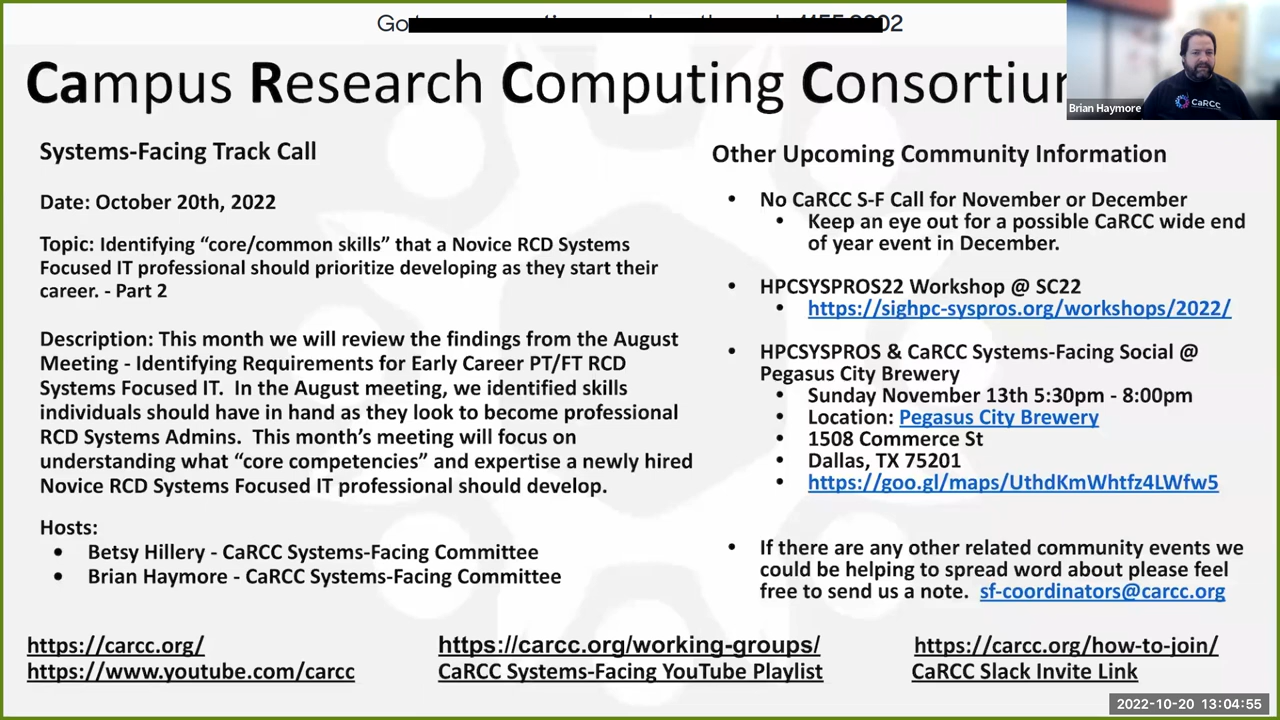 Go
02
Campus Research Computing Consortium
Brian Haymore
CaRCC
Systems-Facing Track Call
Date: October 20th, 2022
Topic: Identifying “core/common skills” that a Novice RCD Systems
Focused IT professional should prioritize developing as they start their
career. - Part 2
Description: This month we will review the findings from the August
Meeting - Identifying Requirements for Early Career PT/FT RCD
Systems Focused IT. In the August meeting, we identified skills
individuals should have in hand as they look to become professional
RCD Systems Admins. This month’s meeting will focus on
understanding what “core competencies” and expertise a newly hired
Novice RCD Systems Focused IT professional should develop.
Hosts:
• Betsy Hillery - CaRCC Systems-Facing Committee
• Brian Haymore - CaRCC Systems-Facing Committee
Other Upcoming Community Information
• No CaRCC S-F Call for November or December
• Keep an eye out for a possible CaRCC wide end
of year event in December.
• HPCSYSPROS22 Workshop @ SC22
• https://sighpc-syspros.org/workshops/2022/
• HPCSYSPROS & CaRCC Systems-Facing Social @
Pegasus City Brewery
• Sunday November 13th 5:30pm - 8:00pm
• Location: Pegasus City Brewery
• 1508 Commerce St
• Dallas, TX 75201
• https://goo.gl/maps/UthdKmWhtfz4LWfw5
• If there are any other related community events we
could be helping to spread word about please feel
free to send us a note. sf-coordinators@carcc.org
https://carcc.org/
https://www.youtube.com/carcc
https://carcc.org/working-groups/
CaRCC Systems-Facing YouTube Playlist
https://carcc.org/how-to-join/
CaRCC Slack Invite Link
2022-10-20 13:04:55